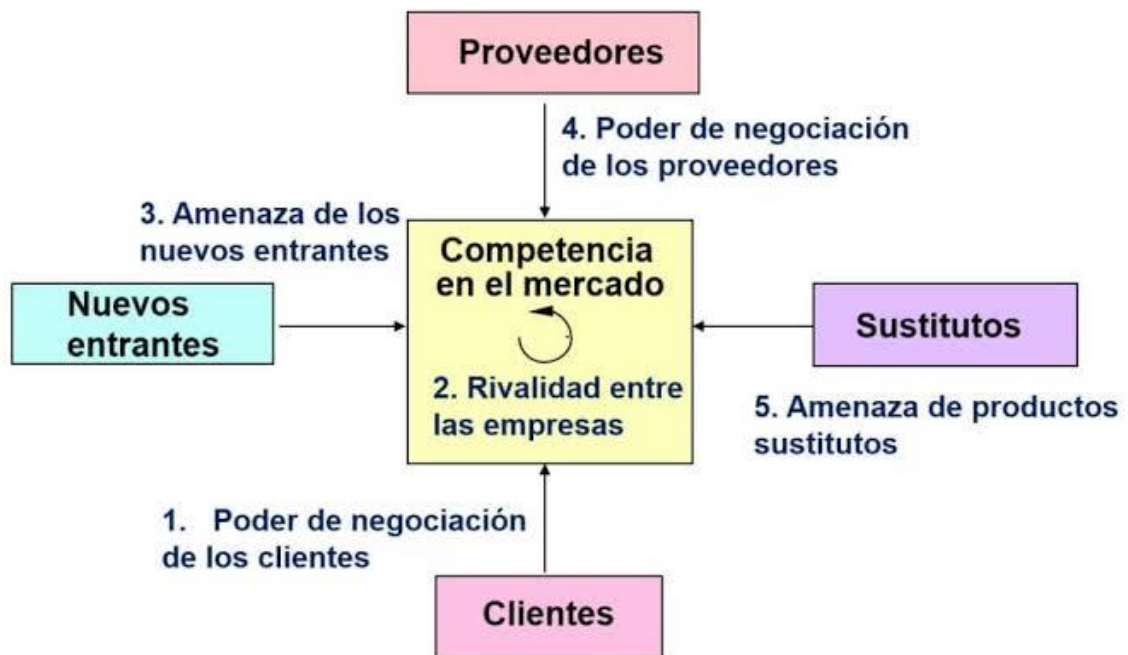 Proveedores
4. Poder de negociación
de los proveedores
3. Amenaza de los
nuevos entrantes
Competencia
en el mercado
Nuevos
entrantes
Sustitutos
2. Rivalidad entre
las empresas
5. Amenaza de productos
sustitutos
1. Poder de negociación
de los clientes
Clientes